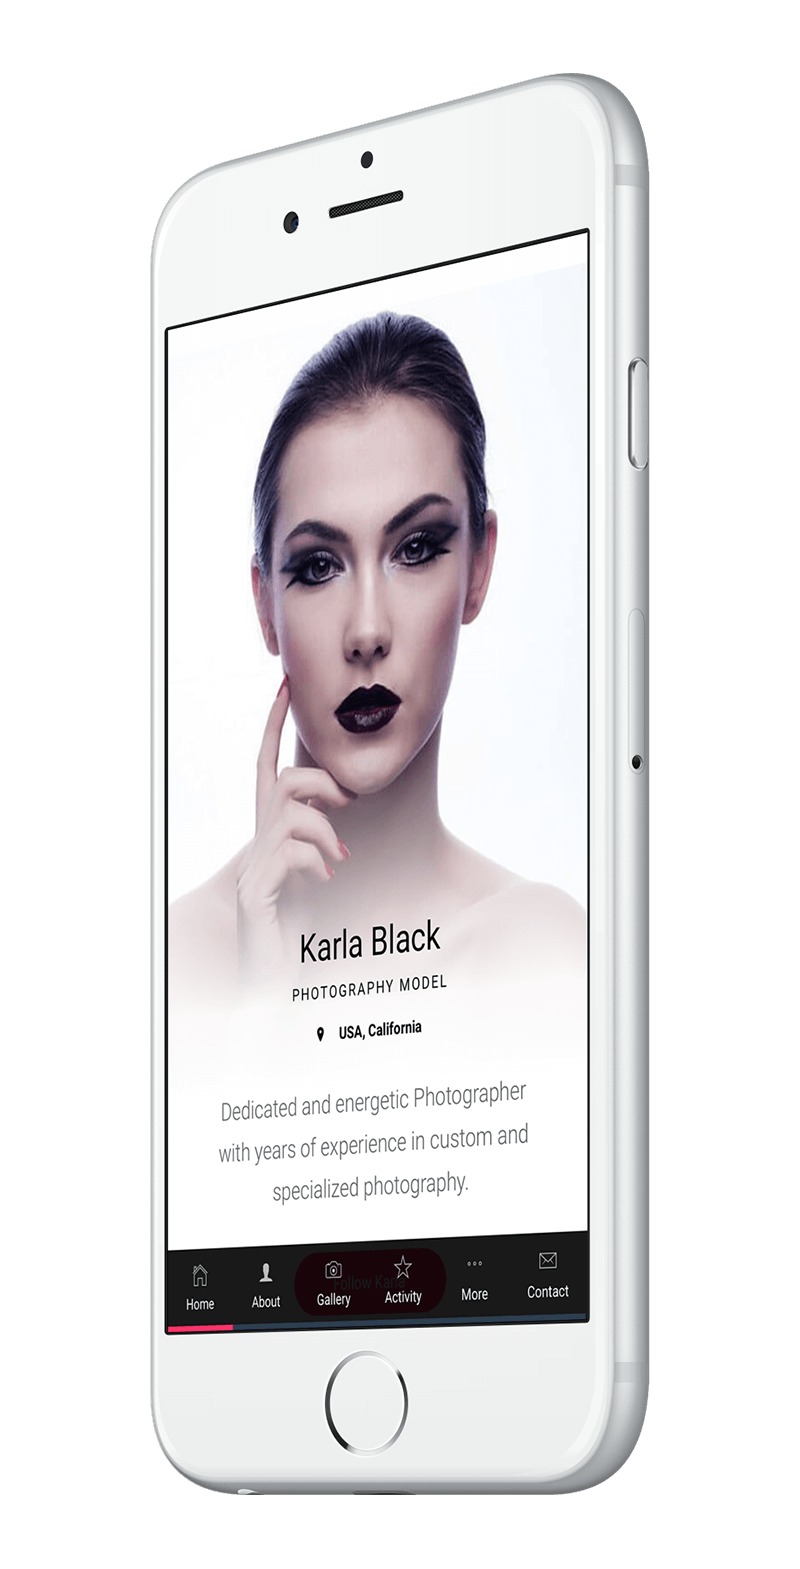 Karla Black
PHOTOGRAPHY MODEL
USA, California
Dedicated and energetic Photographer
with years of experience in custom and
specialized photography.
Follow Karla
Home About Gallery Activity More Contact